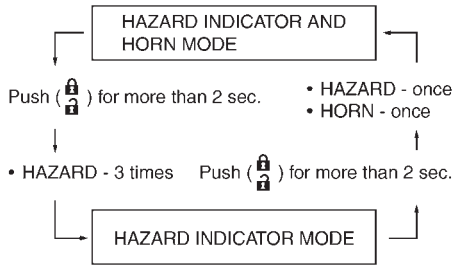 HAZARD INDICATOR AND
HORN MODE
Push ( ) for more than 2 sec.
• HAZARD - once
• HORN - once
• HAZARD - 3 times
Push ( ) for more than 2 sec.
HAZARD INDICATOR MODE